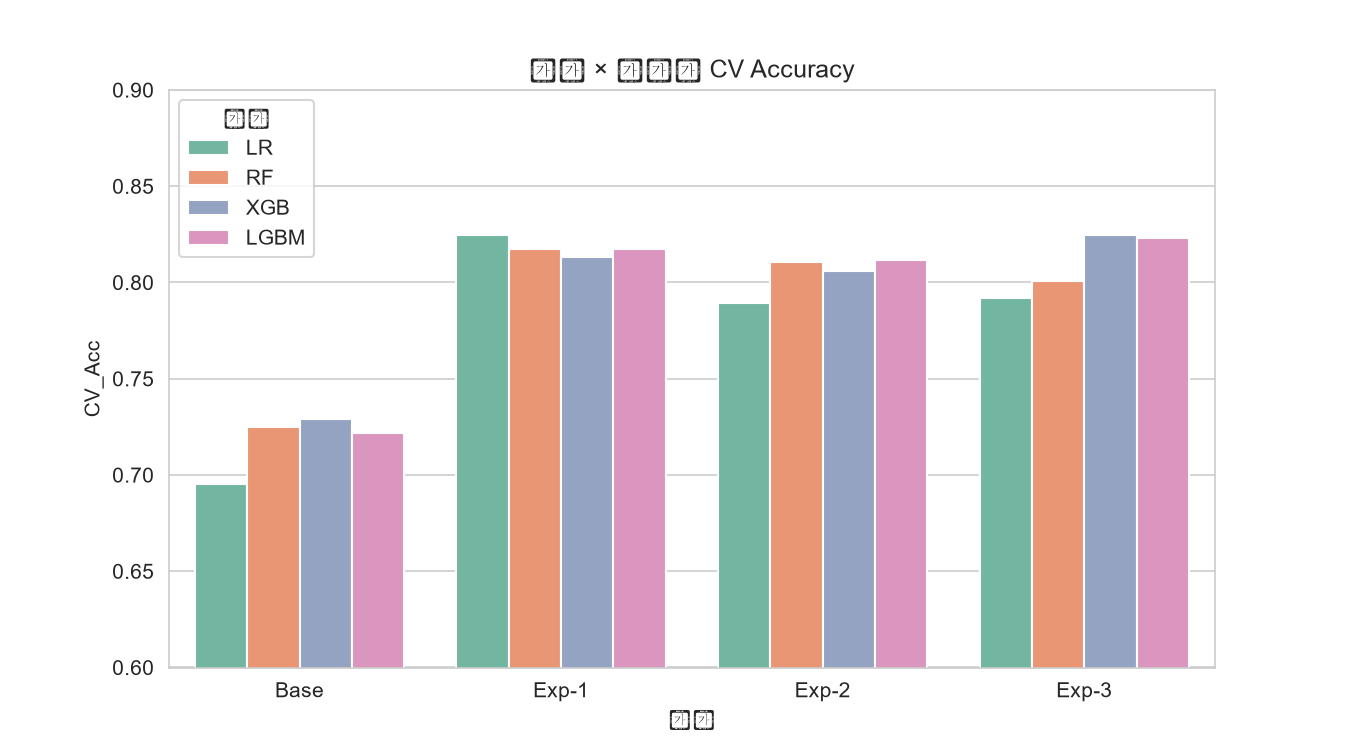 × CV Accuracy
0.90
0.85
0.80
0.75
0.70
0.65
0.60
CV_Acc
LR
RF
XGB
LGBM
Base
Exp-1
Exp-2
Exp-3